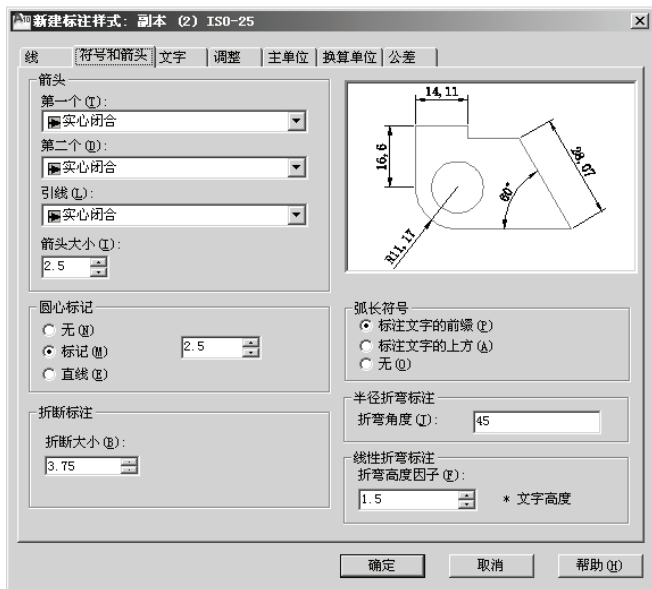 新建标注样式: 副本 (2) ISO-25
线 符号和箭头 文字 调整 主单位 换算单位 公差
箭头
第一个(T):
实心闭合
第二个(D):
实心闭合
引线(L):
实心闭合
箭头大小(I):
2.5
圆心标记
无(N)
标记(M)
直线(E)
2.5
折断标注
折断大小(B):
3.75
14,11
16,6
38,07
60°
R11,17
弧长符号
标注文字的前缀(P)
标注文字的上方(A)
无(O)
半径折弯标注
折弯角度(J):
45
线性折弯标注
折弯高度因子(F):
1.5
* 文字高度
确定 取消 帮助(H)